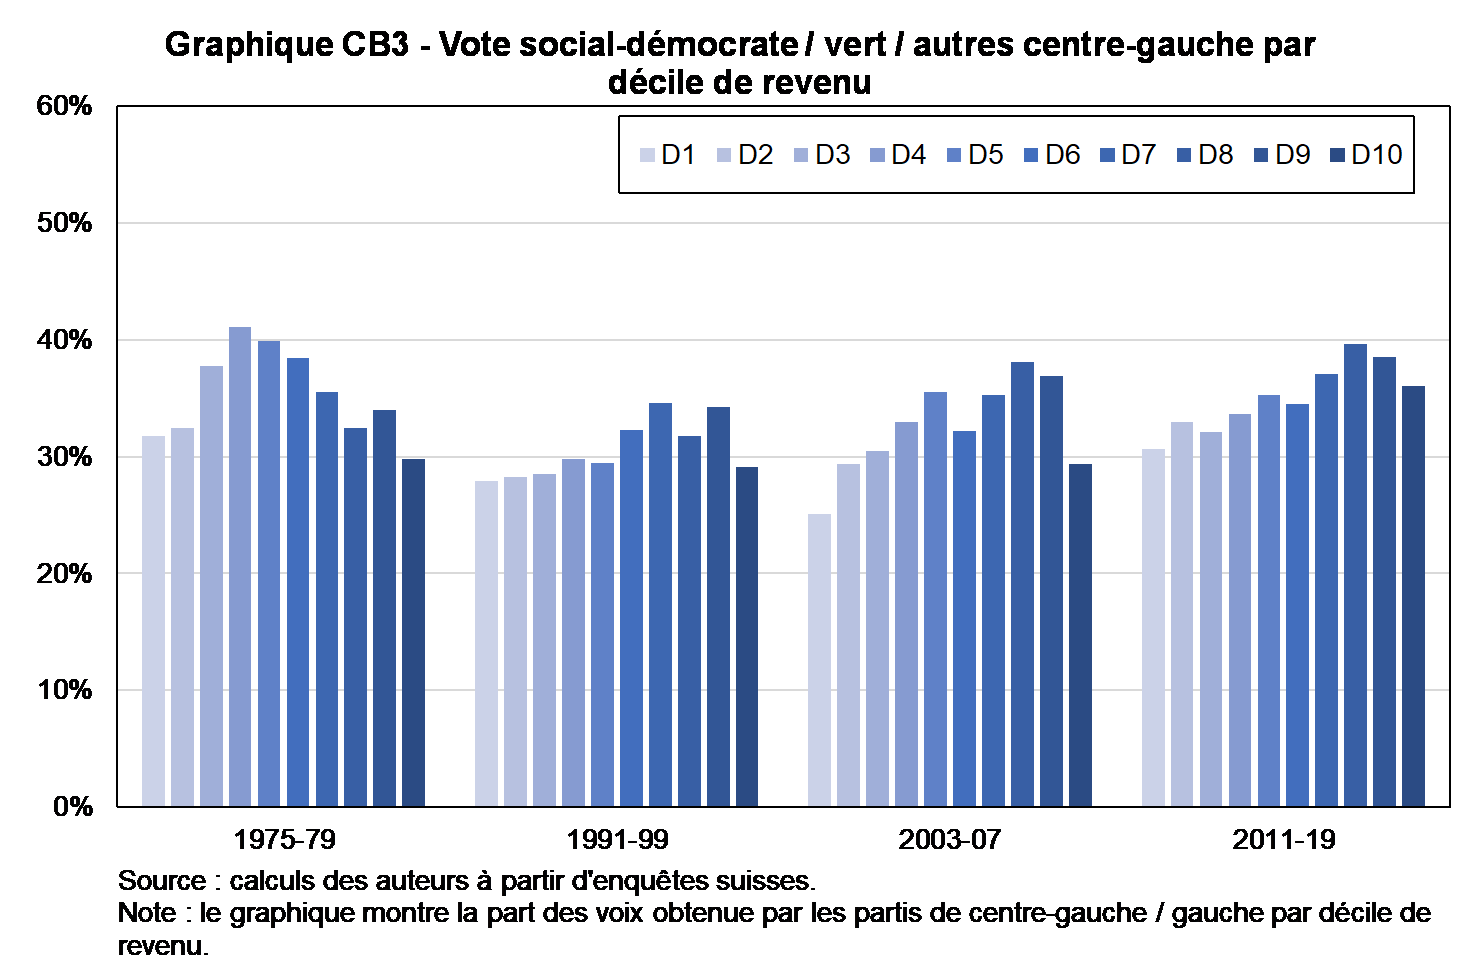 Graphique CB3 - Vote social-démocrate / vert / autres centre-gauche par
décile de revenu
60%
D1 D2 D3 D4 D5 D6 D7 D8 D9 D10
50%
40%
30%
20%
10%
0%
1975-79 1991-99 2003-07 2011-19
Source : calculs des auteurs à partir d'enquêtes suisses.
Note : le graphique montre la part des voix obtenue par les partis de centre-gauche / gauche par décile de
revenu.